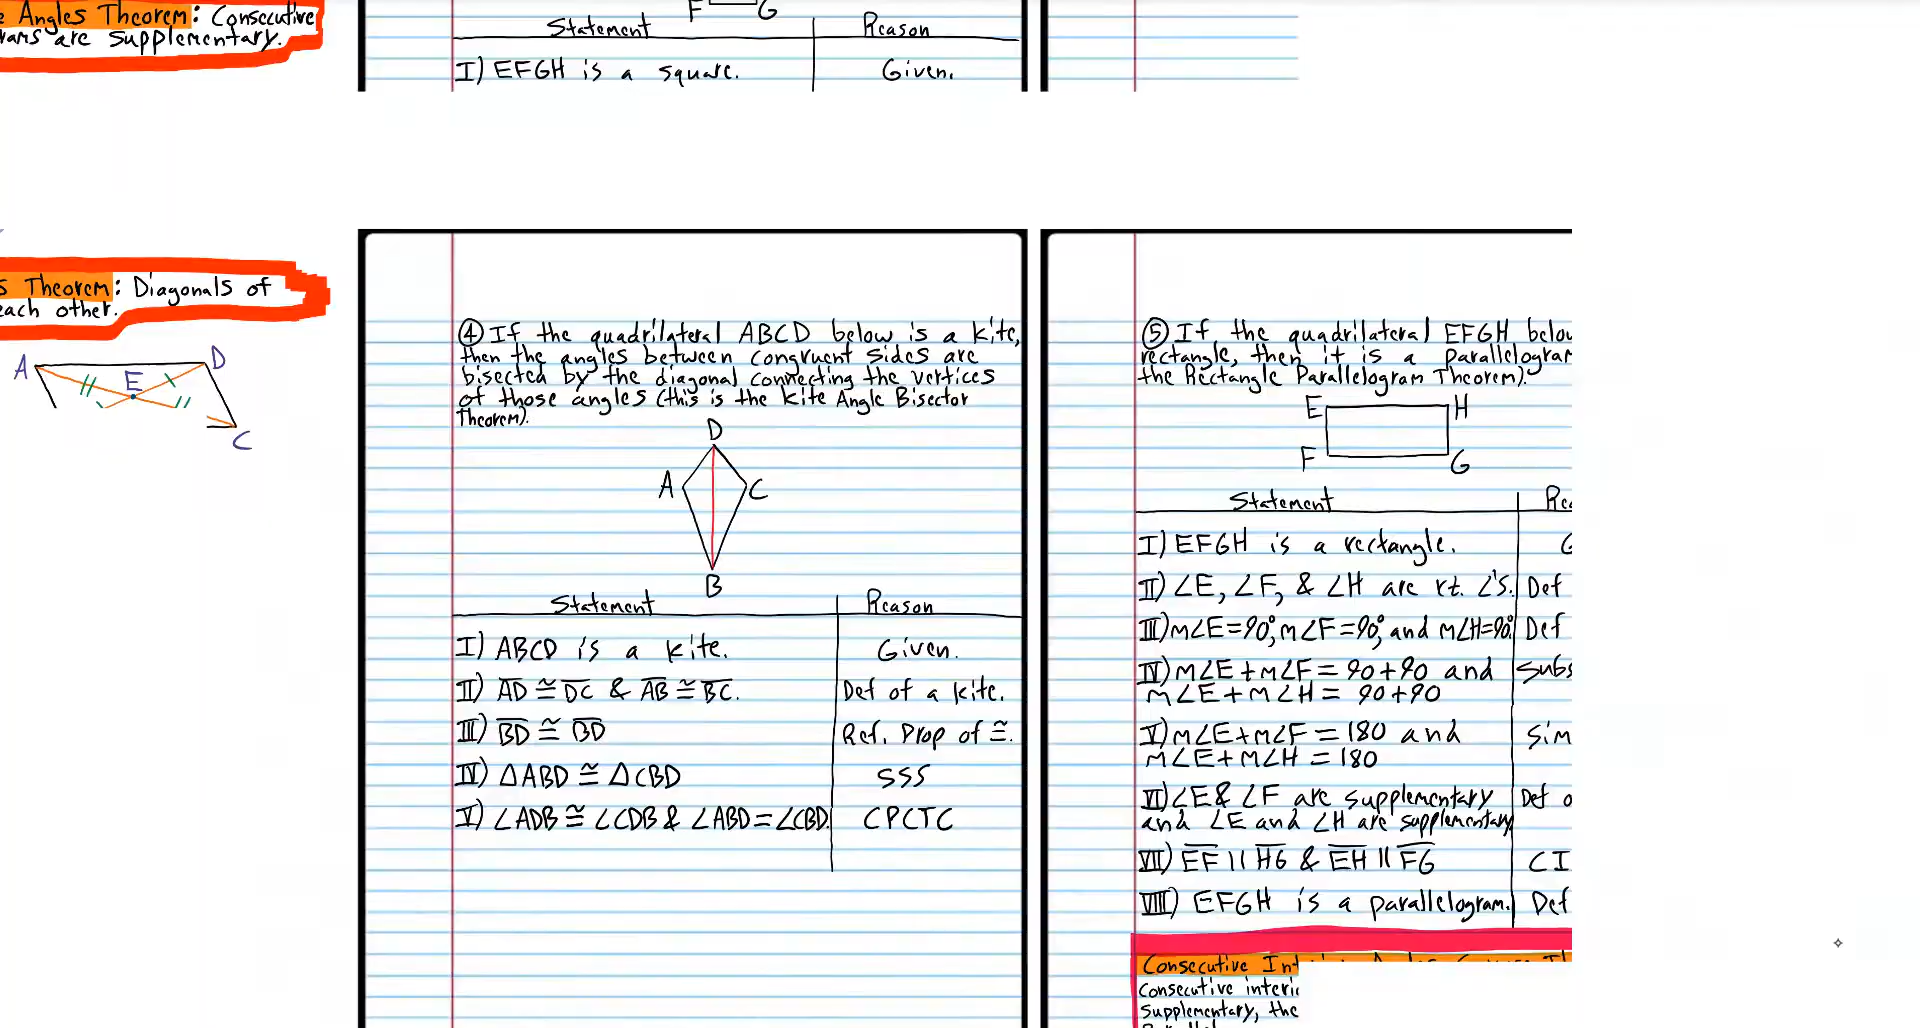 e Angles Theorem: Consecutive
rams are supplementary.
F G
Statement Reason
I) EFGH is a square. Given.
s Theorem: Diagonals of
each other.
A D
E
C
④ If the quadrilateral ABCD below is a kite,
then the angles between congruent sides are
bisected by the diagonal connecting the vertices
of those angles (this is the Kite Angle Bisector
Theorem).
D
A C
B
Statement Reason
I) ABCD is a kite. Given.
II) AD ≅ DC & AB ≅ BC. Def of a kite.
III) BD ≅ BD Ref. Prop of ≅.
IV) △ABD ≅ △CBD SSS
V) ∠ADB ≅ ∠CDB & ∠ABD = ∠CBD. CPCTC
⑤ If the quadrilateral EFGH below
rectangle, then it is a parallelogram
the Rectangle Parallelogram Theorem).
E H
F G
Statement Rea
I) EFGH is a rectangle. G
II) ∠E, ∠F, & ∠H are rt. ∠'s. Def
III) m∠E=90°, m∠F=90°, and m∠H=90° Def
IV) m∠E+m∠F = 90+90 and Subs
m∠E+m∠H = 90+90
V) m∠E+m∠F = 180 and Sim
m∠E+m∠H = 180
VI) ∠E & ∠F are supplementary Def o
and ∠E and ∠H are supplementary
VII) EF || HG & EH || FG CI
VIII) EFGH is a parallelogram. Def
Consecutive Int
Consecutive interi
Supplementary, the